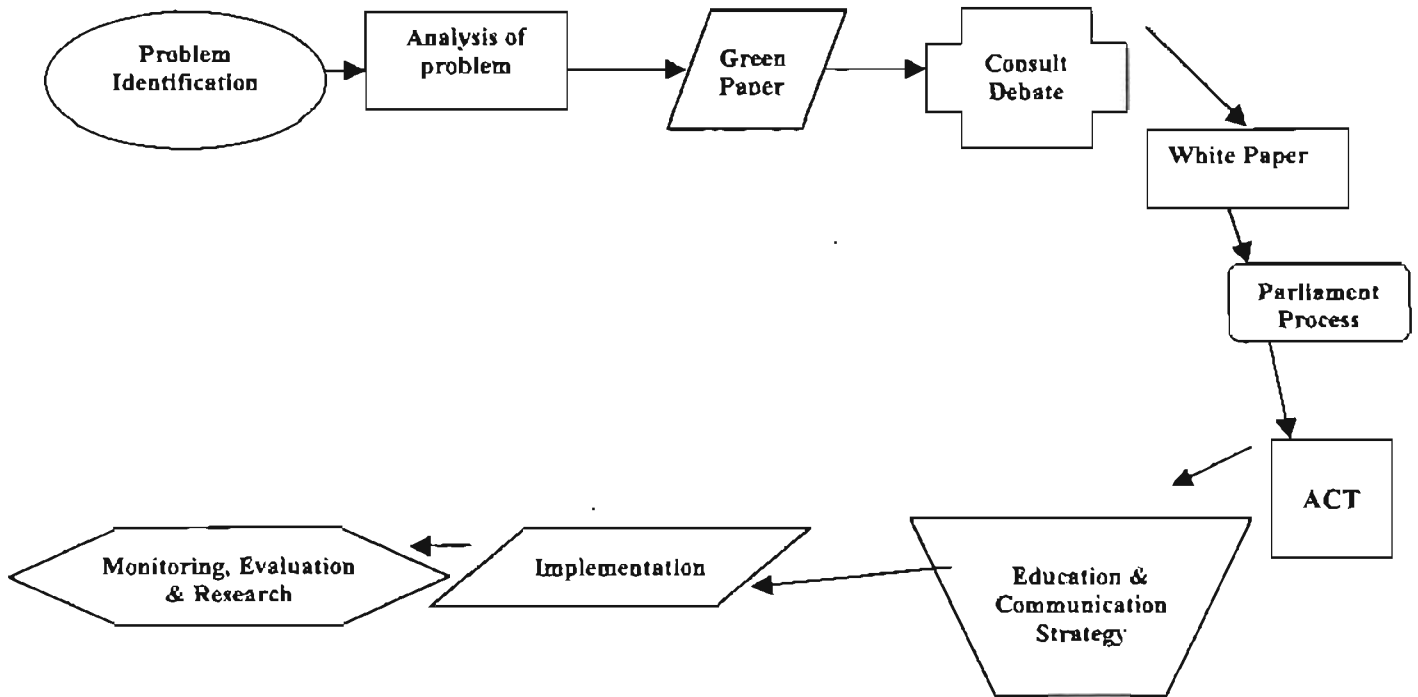 Problem
Identification
Analysis of
problem
Green
Paper
Consult
Debate
White Paper
Parliament
Process
ACT
Education &
Communication
Strategy
Implementation
Monitoring, Evaluation
& Research